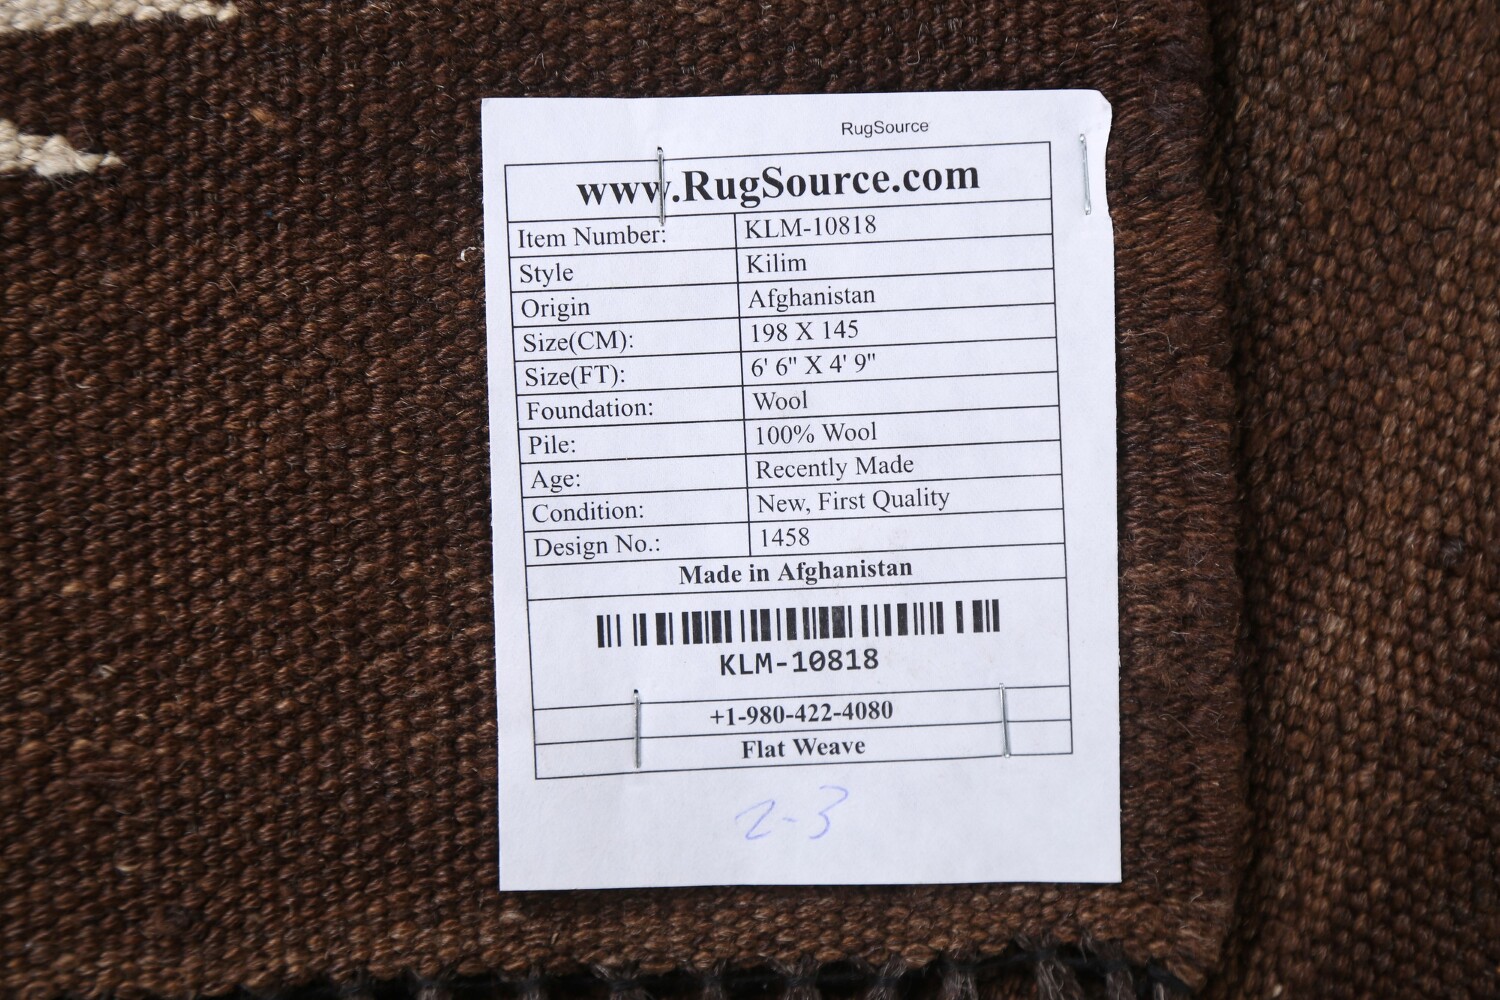 RugSource
www.RugSource.com
Item Number: KLM-10818
Style Kilim
Origin Afghanistan
Size(CM): 198 X 145
Size(FT): 6' 6" X 4' 9"
Foundation: Wool
Pile: 100% Wool
Age: Recently Made
Condition: New, First Quality
Design No.: 1458
Made in Afghanistan
KLM-10818
+1-980-422-4080
Flat Weave
2-3